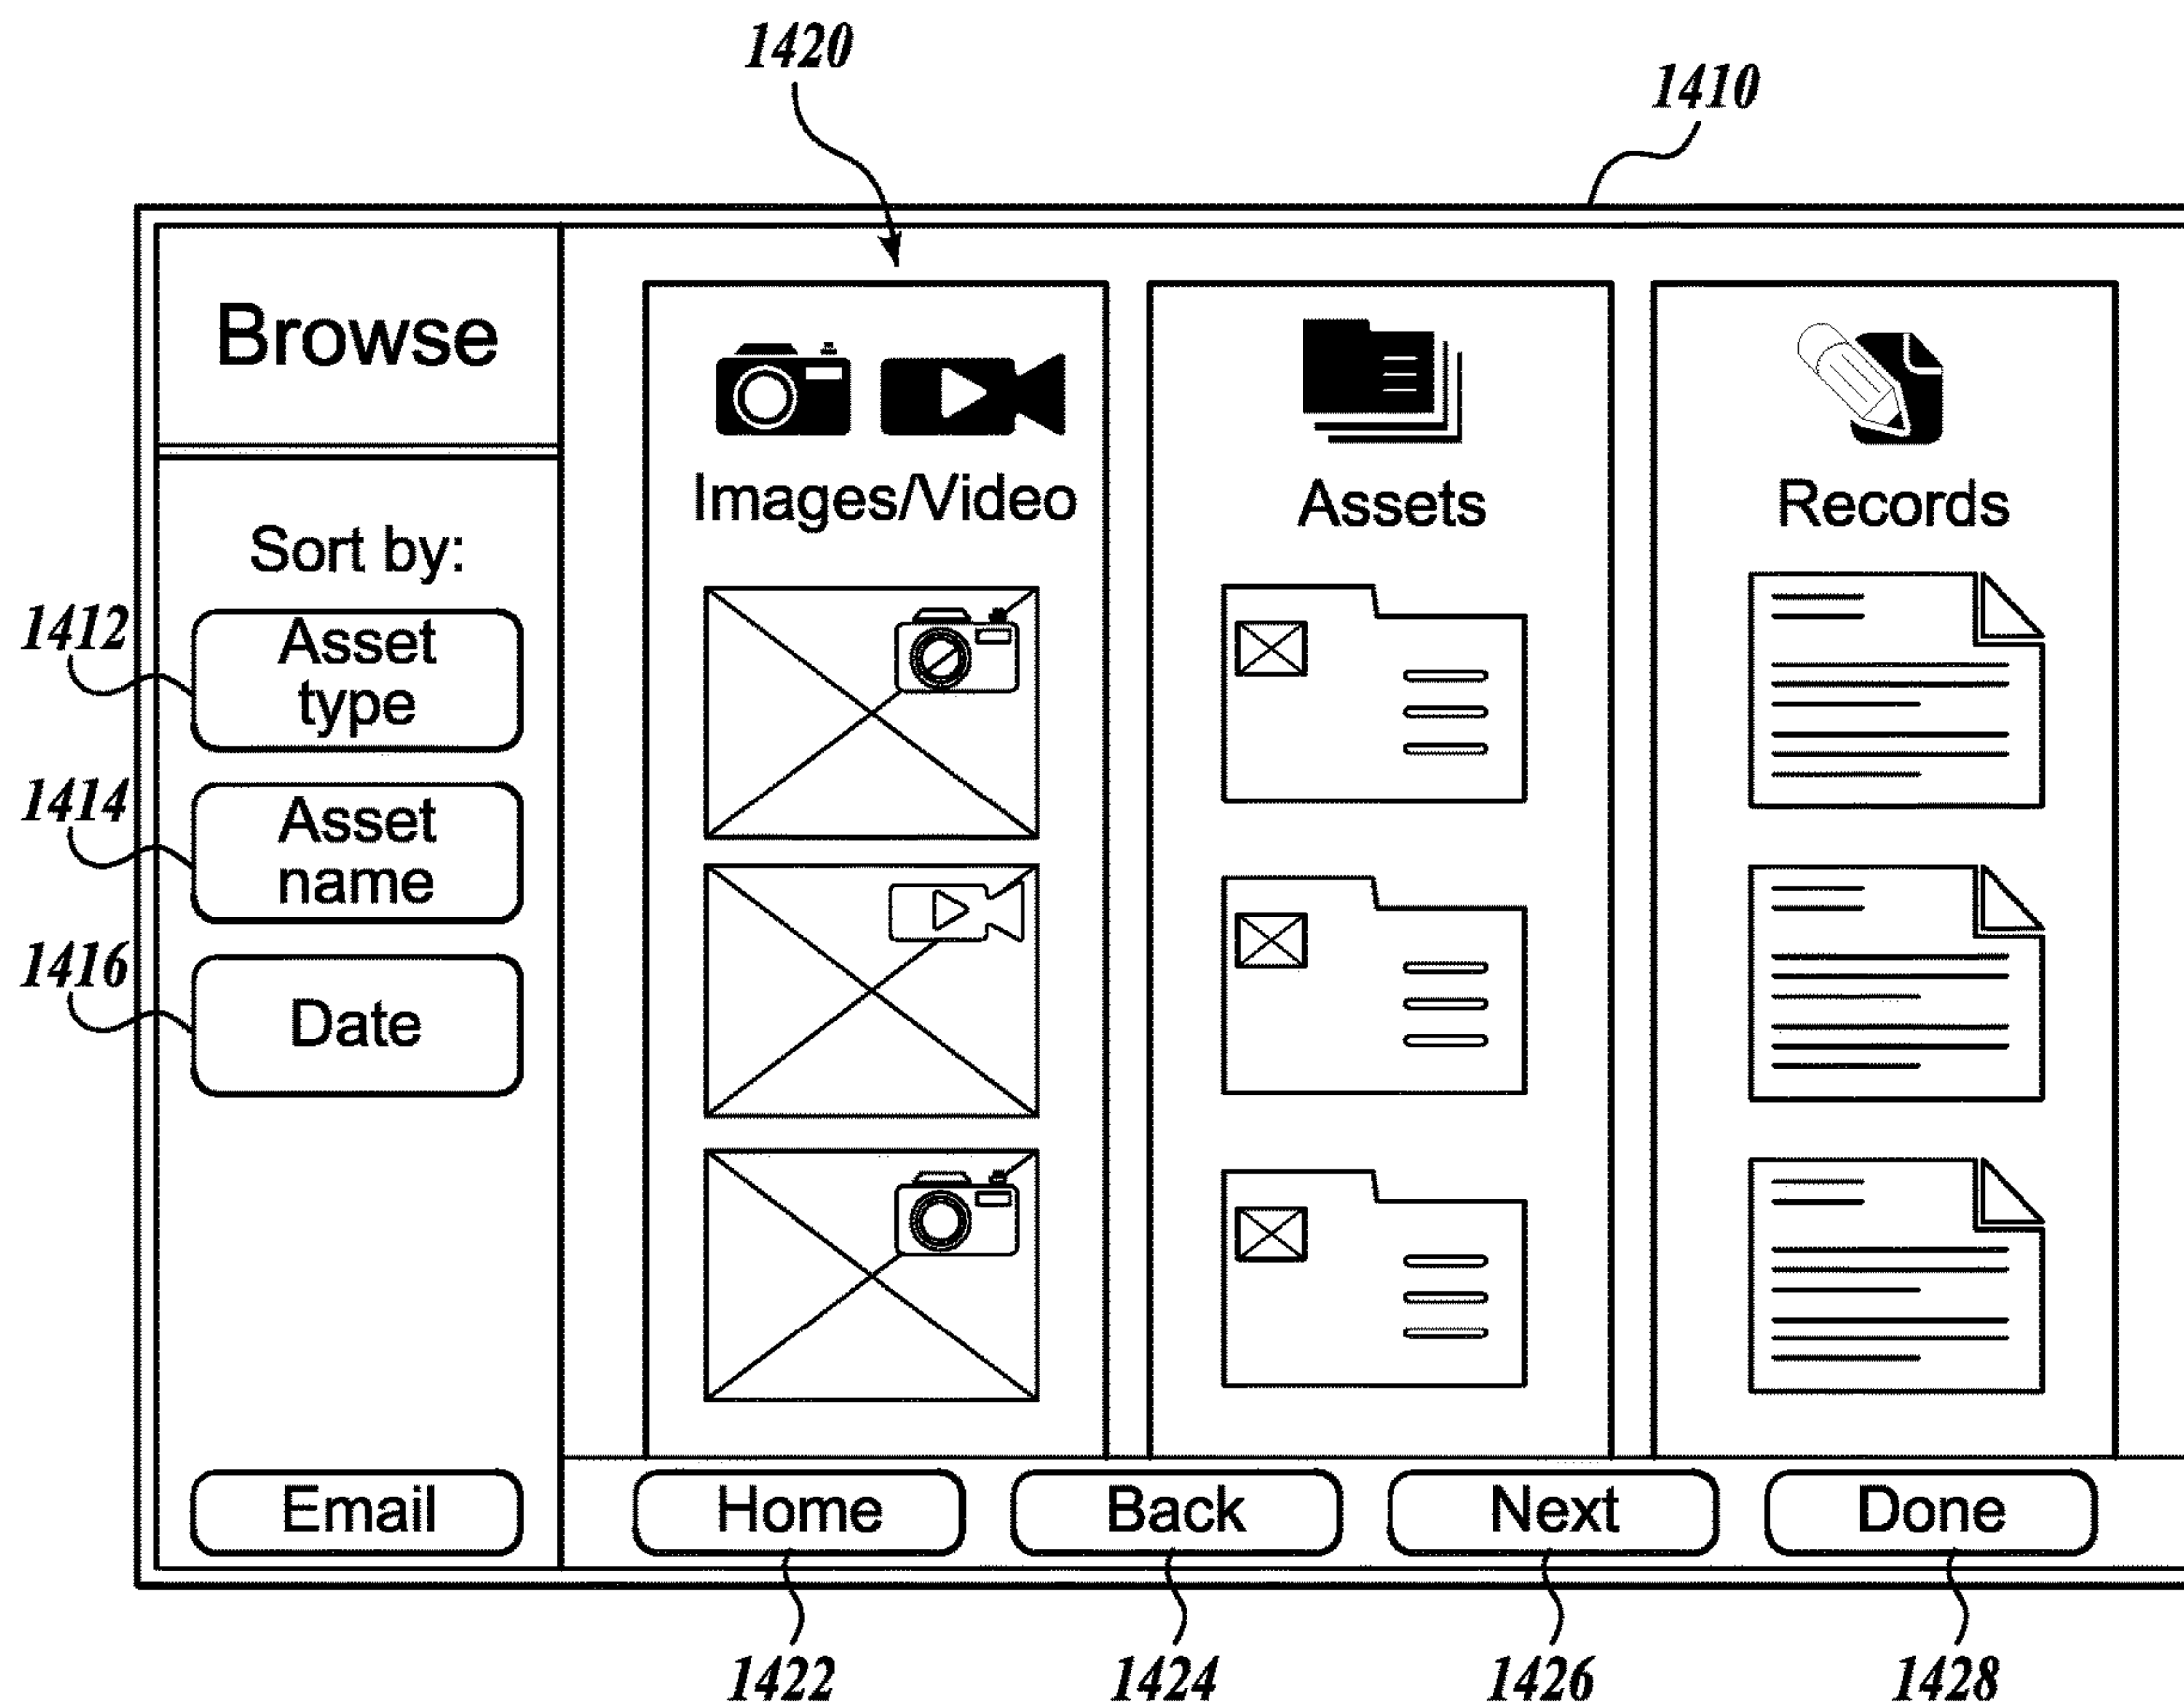 1420
1410
Browse
Images/Video
Assets
Records
Sort by:
1412
Asset
type
1414
Asset
name
1416
Date
Email
Home
Back
Next
Done
1422
1424
1426
1428